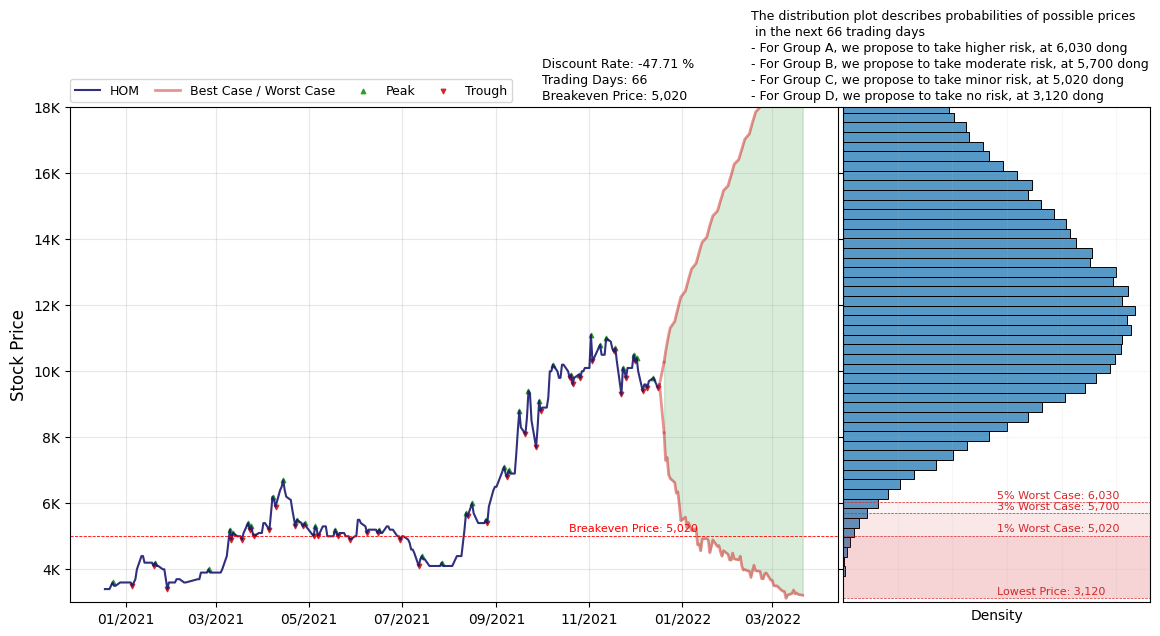 The distribution plot describes probabilities of possible prices
in the next 66 trading days
- For Group A, we propose to take higher risk, at 6,030 dong
- For Group B, we propose to take moderate risk, at 5,700 dong
- For Group C, we propose to take minor risk, at 5,020 dong
- For Group D, we propose to take no risk, at 3,120 dong
Discount Rate: -47.71 %
Trading Days: 66
Breakeven Price: 5,020
HOM
Best Case / Worst Case
Peak
Trough
Stock Price
18K
16K
14K
12K
10K
8K
6K
4K
Breakeven Price: 5,020
5% Worst Case: 6,030
3% Worst Case: 5,700
1% Worst Case: 5,020
Lowest Price: 3,120
01/2021
03/2021
05/2021
07/2021
09/2021
11/2021
01/2022
03/2022
Density